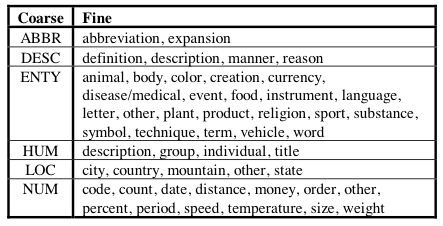 Coarse Fine
ABBR abbreviation, expansion
DESC definition, description, manner, reason
ENTY animal, body, color, creation, currency,
disease/medical, event, food, instrument, language,
letter, other, plant, product, religion, sport, substance,
symbol, technique, term, vehicle, word
HUM description, group, individual, title
LOC city, country, mountain, other, state
NUM code, count, date, distance, money, order, other,
percent, period, speed, temperature, size, weight